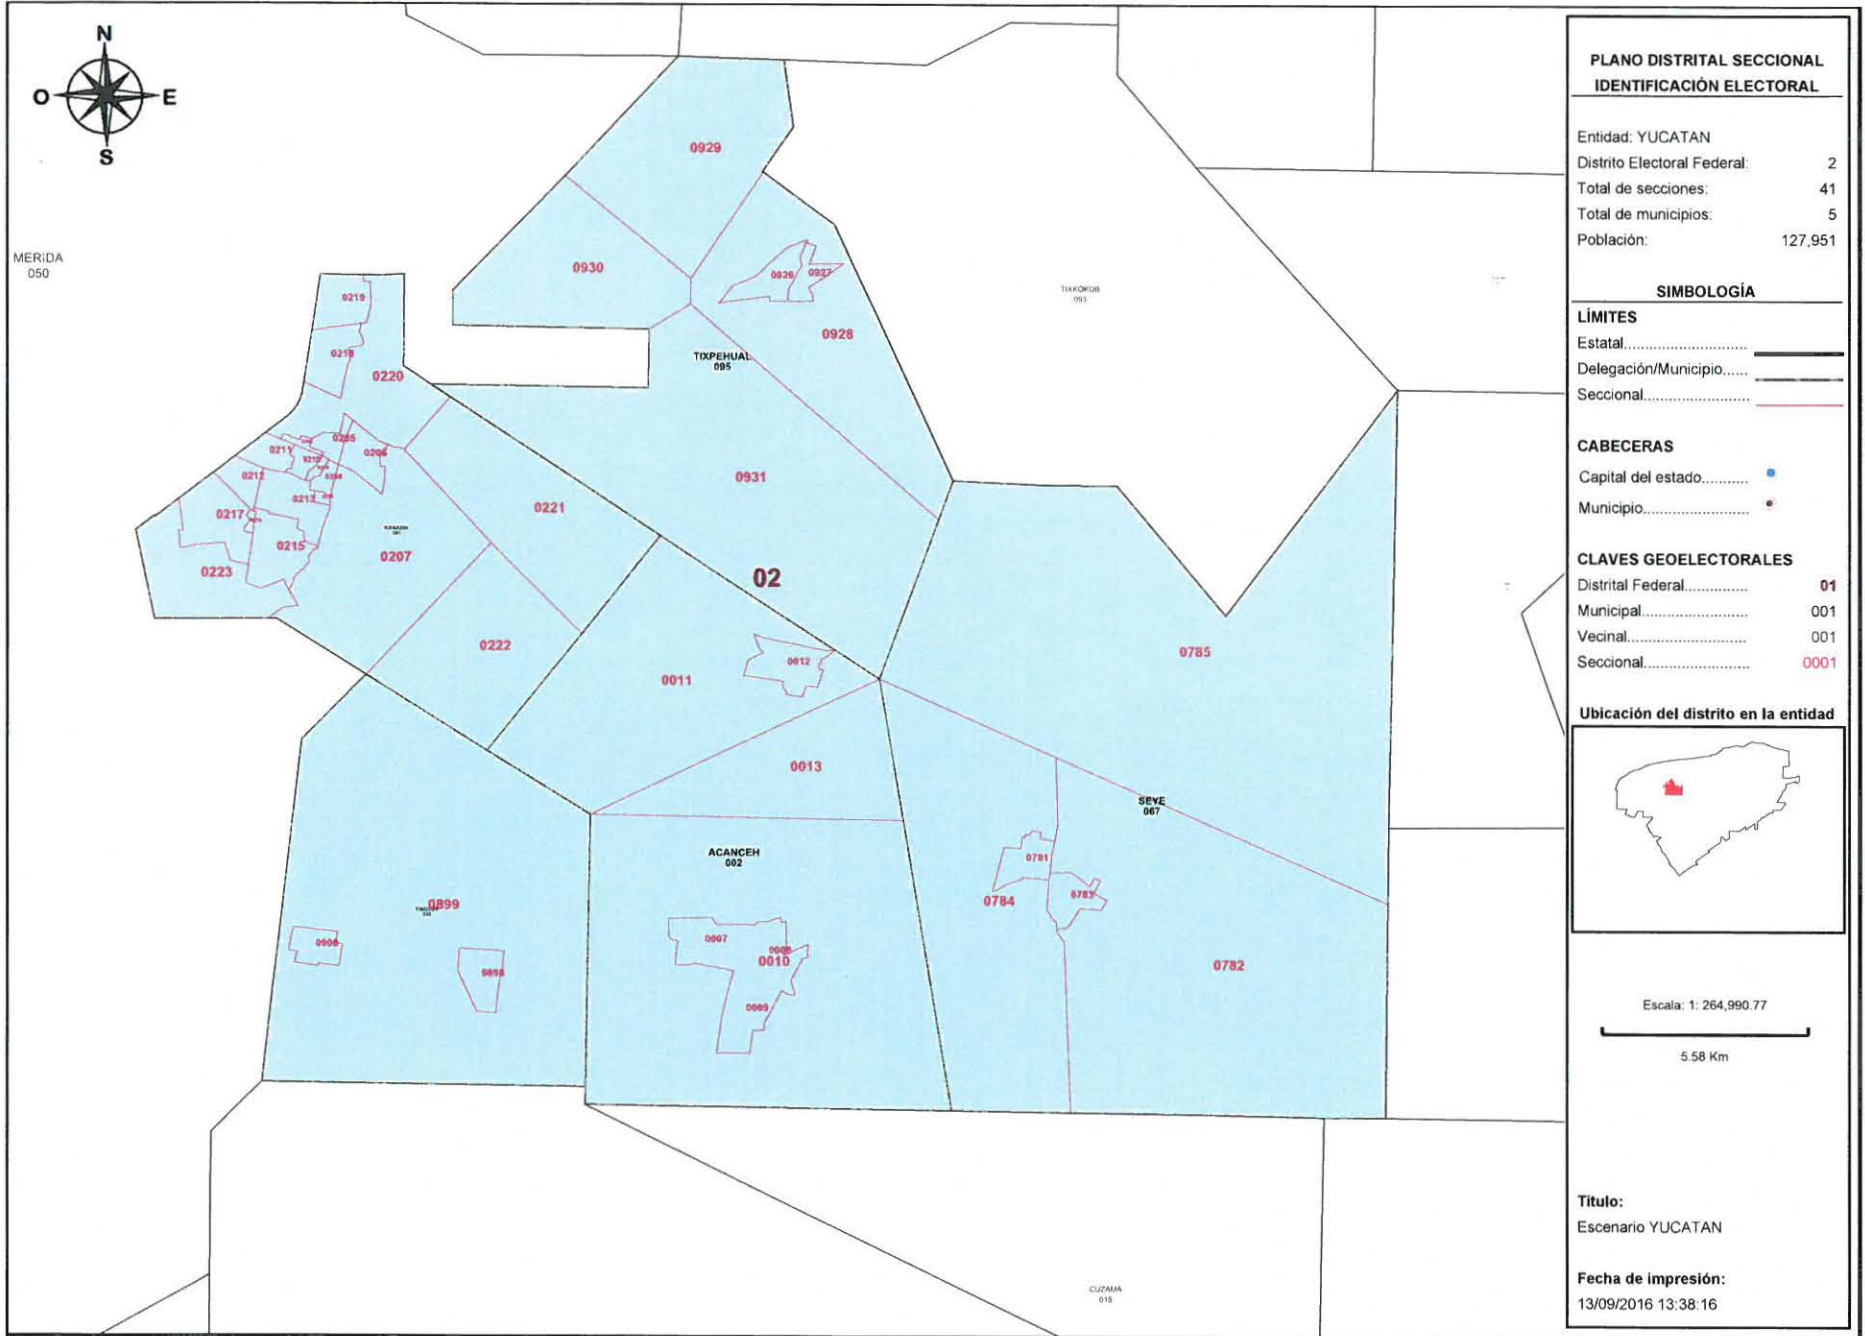 N
O
E
S
MERIDA
050
0929
0930
0926
0927
0928
TIXKOKOB
093
TIXPEHUAL
095
0219
0218
0220
0205
0206
0211
0212
0213
0217
0215
0223
0207
0221
0222
0931
02
0011
0012
0013
0785
SEYE
067
ACANCEH
002
0781
0783
0784
0782
0899
0007
0010
0009
CUZAMA
015
PLANO DISTRITAL SECCIONAL
IDENTIFICACIÓN ELECTORAL
Entidad: YUCATAN
Distrito Electoral Federal: 2
Total de secciones: 41
Total de municipios: 5
Población: 127,951
SIMBOLOGÍA
LÍMITES
Estatal...........................
Delegación/Municipio......
Seccional.......................
CABECERAS
Capital del estado..........
Municipio.......................
CLAVES GEOELECTORALES
Distrital Federal.............. 01
Municipal....................... 001
Vecinal.......................... 001
Seccional....................... 0001
Ubicación del distrito en la entidad
Escala: 1: 264,990.77
5.58 Km
Título:
Escenario YUCATAN
Fecha de impresión:
13/09/2016 13:38:16